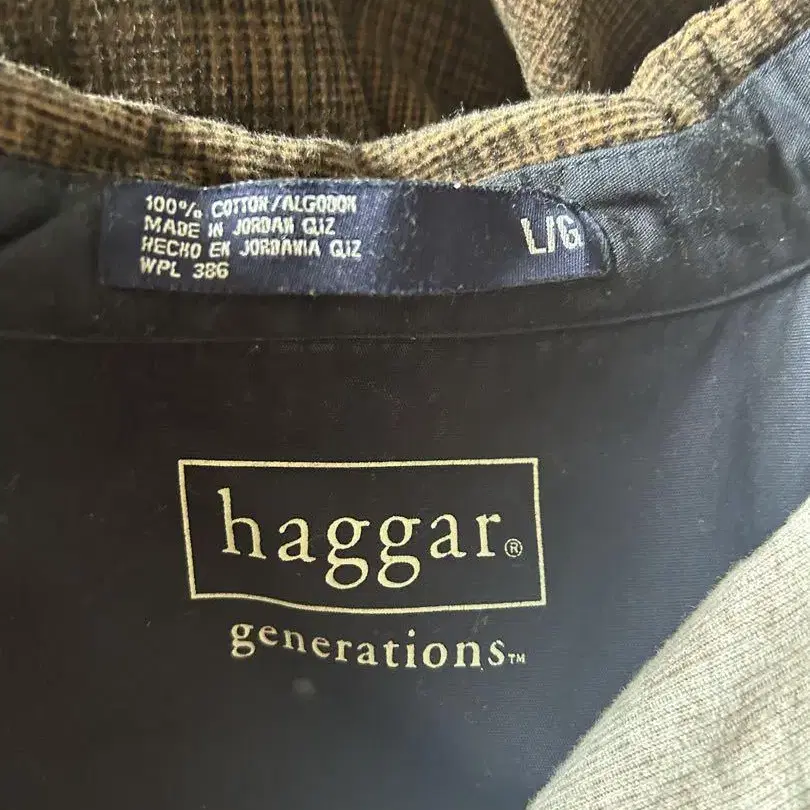 100% COTTON/ALGODON
MADE IN JORDAN QIZ
HECHO EN JORDANIA QIZ
WPL 386
L/G
haggar®
generations™